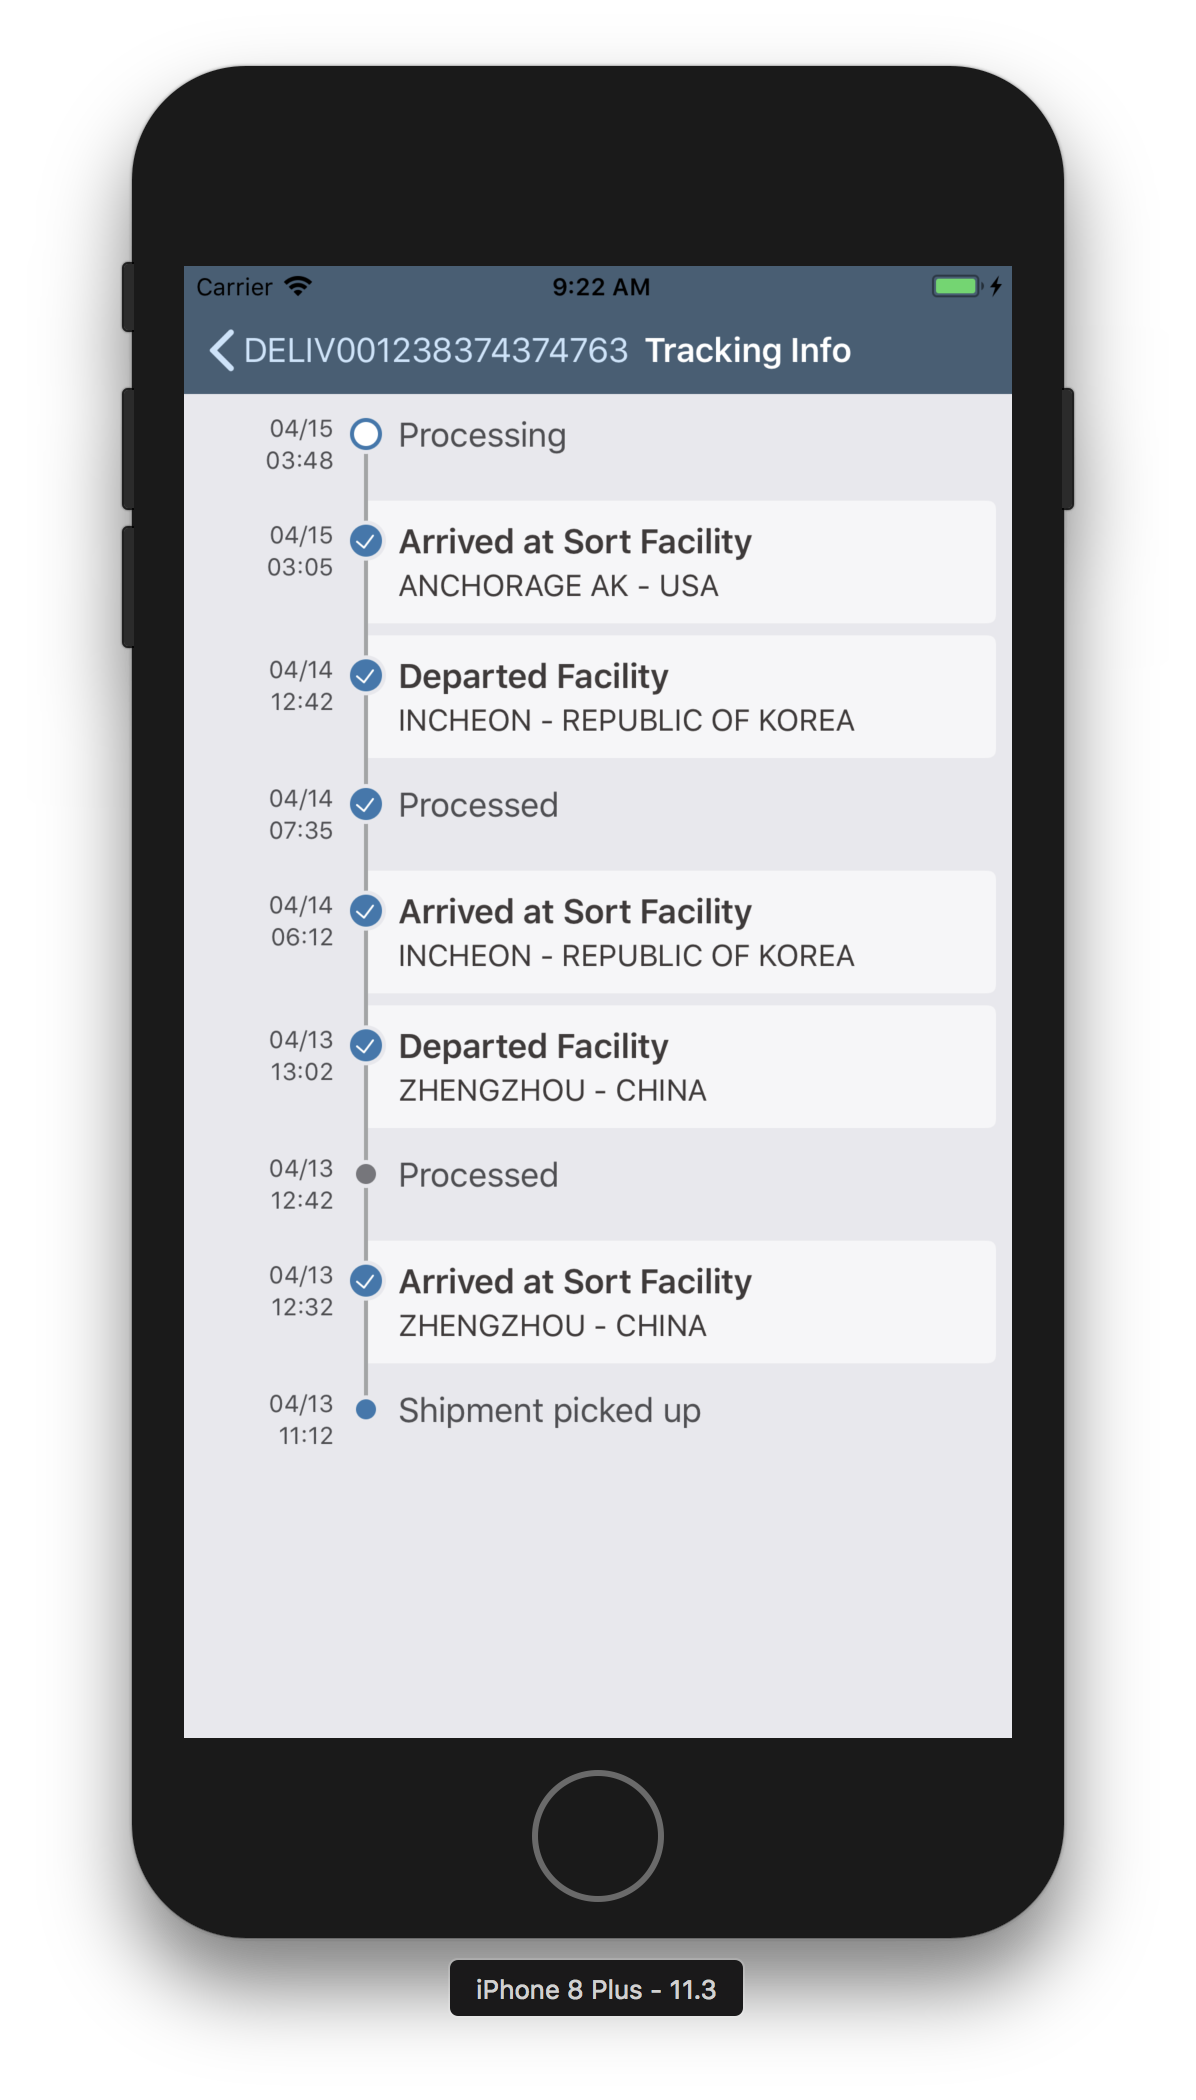 Carrier 9:22 AM
DELIV001238374374763 Tracking Info
04/15
03:48
Processing
04/15
03:05
Arrived at Sort Facility
ANCHORAGE AK - USA
04/14
12:42
Departed Facility
INCHEON - REPUBLIC OF KOREA
04/14
07:35
Processed
04/14
06:12
Arrived at Sort Facility
INCHEON - REPUBLIC OF KOREA
04/13
13:02
Departed Facility
ZHENGZHOU - CHINA
04/13
12:42
Processed
04/13
12:32
Arrived at Sort Facility
ZHENGZHOU - CHINA
04/13
11:12
Shipment picked up
iPhone 8 Plus - 11.3